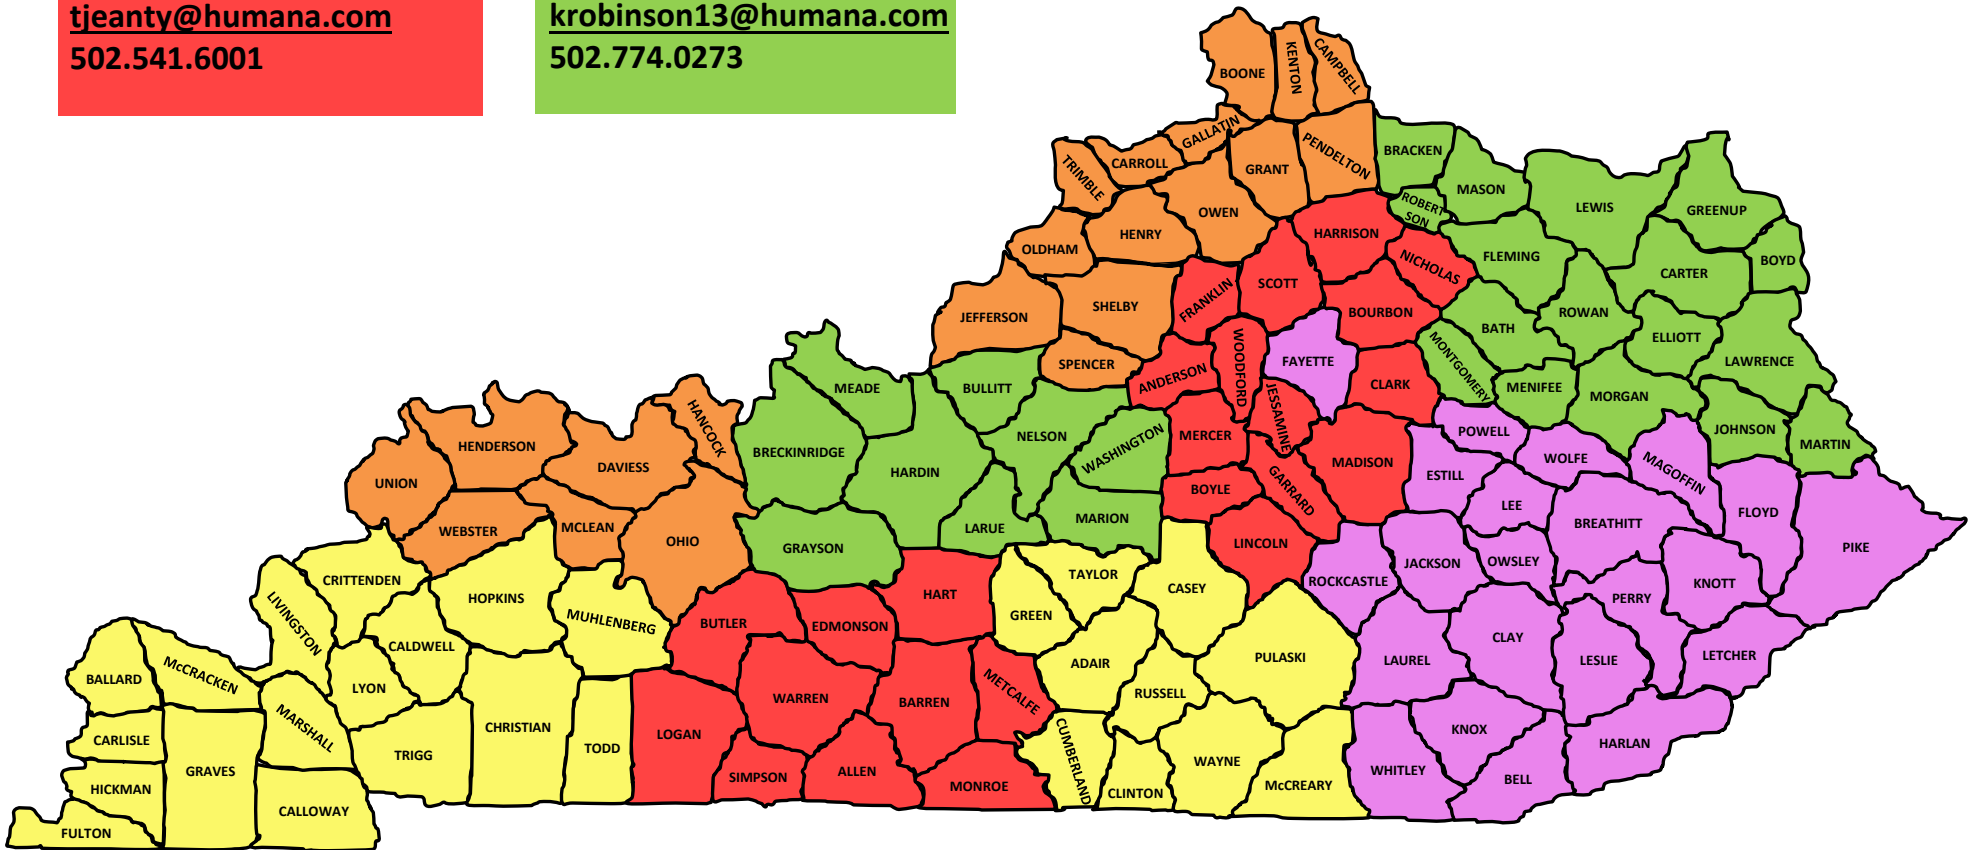 tjeanty@humana.com
502.541.6001
krobinson13@humana.com
502.774.0273
BOONE
KENTON
CAMPBELL
GALLATIN
CARROLL
TRIMBLE
GRANT
PENDELTON
BRACKEN
MASON
ROBERT
SON
LEWIS
GREENUP
OWEN
HENRY
OLDHAM
HARRISON
NICHOLAS
FLEMING
CARTER
BOYD
SHELBY
FRANKLIN
SCOTT
BOURBON
BATH
ROWAN
ELLIOTT
LAWRENCE
JEFFERSON
SPENCER
ANDERSON
WOODFORD
FAYETTE
CLARK
MONTGOMERY
MENIFEE
MORGAN
JOHNSON
MARTIN
MEADE
BULLITT
NELSON
WASHINGTON
MERCER
JESSAMINE
MADISON
POWELL
ESTILL
WOLFE
MAGOFFIN
FLOYD
PIKE
BRECKINRIDGE
HARDIN
HANCOCK
HENDERSON
DAVIESS
UNION
WEBSTER
MCLEAN
OHIO
GRAYSON
LARUE
MARION
BOYLE
GARRARD
LINCOLN
LEE
BREATHITT
ROCKCASTLE
JACKSON
OWSLEY
PERRY
KNOTT
CRITTENDEN
LIVINGSTON
HOPKINS
MUHLENBERG
CALDWELL
LYON
BUTLER
EDMONSON
HART
GREEN
TAYLOR
CASEY
ADAIR
RUSSELL
PULASKI
LAUREL
CLAY
LESLIE
LETCHER
BALLARD
McCRACKEN
MARSHALL
CARLISLE
HICKMAN
GRAVES
FULTON
CALLOWAY
TRIGG
CHRISTIAN
TODD
LOGAN
WARREN
BARREN
METCALFE
SIMPSON
ALLEN
MONROE
CUMBERLAND
CLINTON
WAYNE
McCREARY
WHITLEY
KNOX
BELL
HARLAN